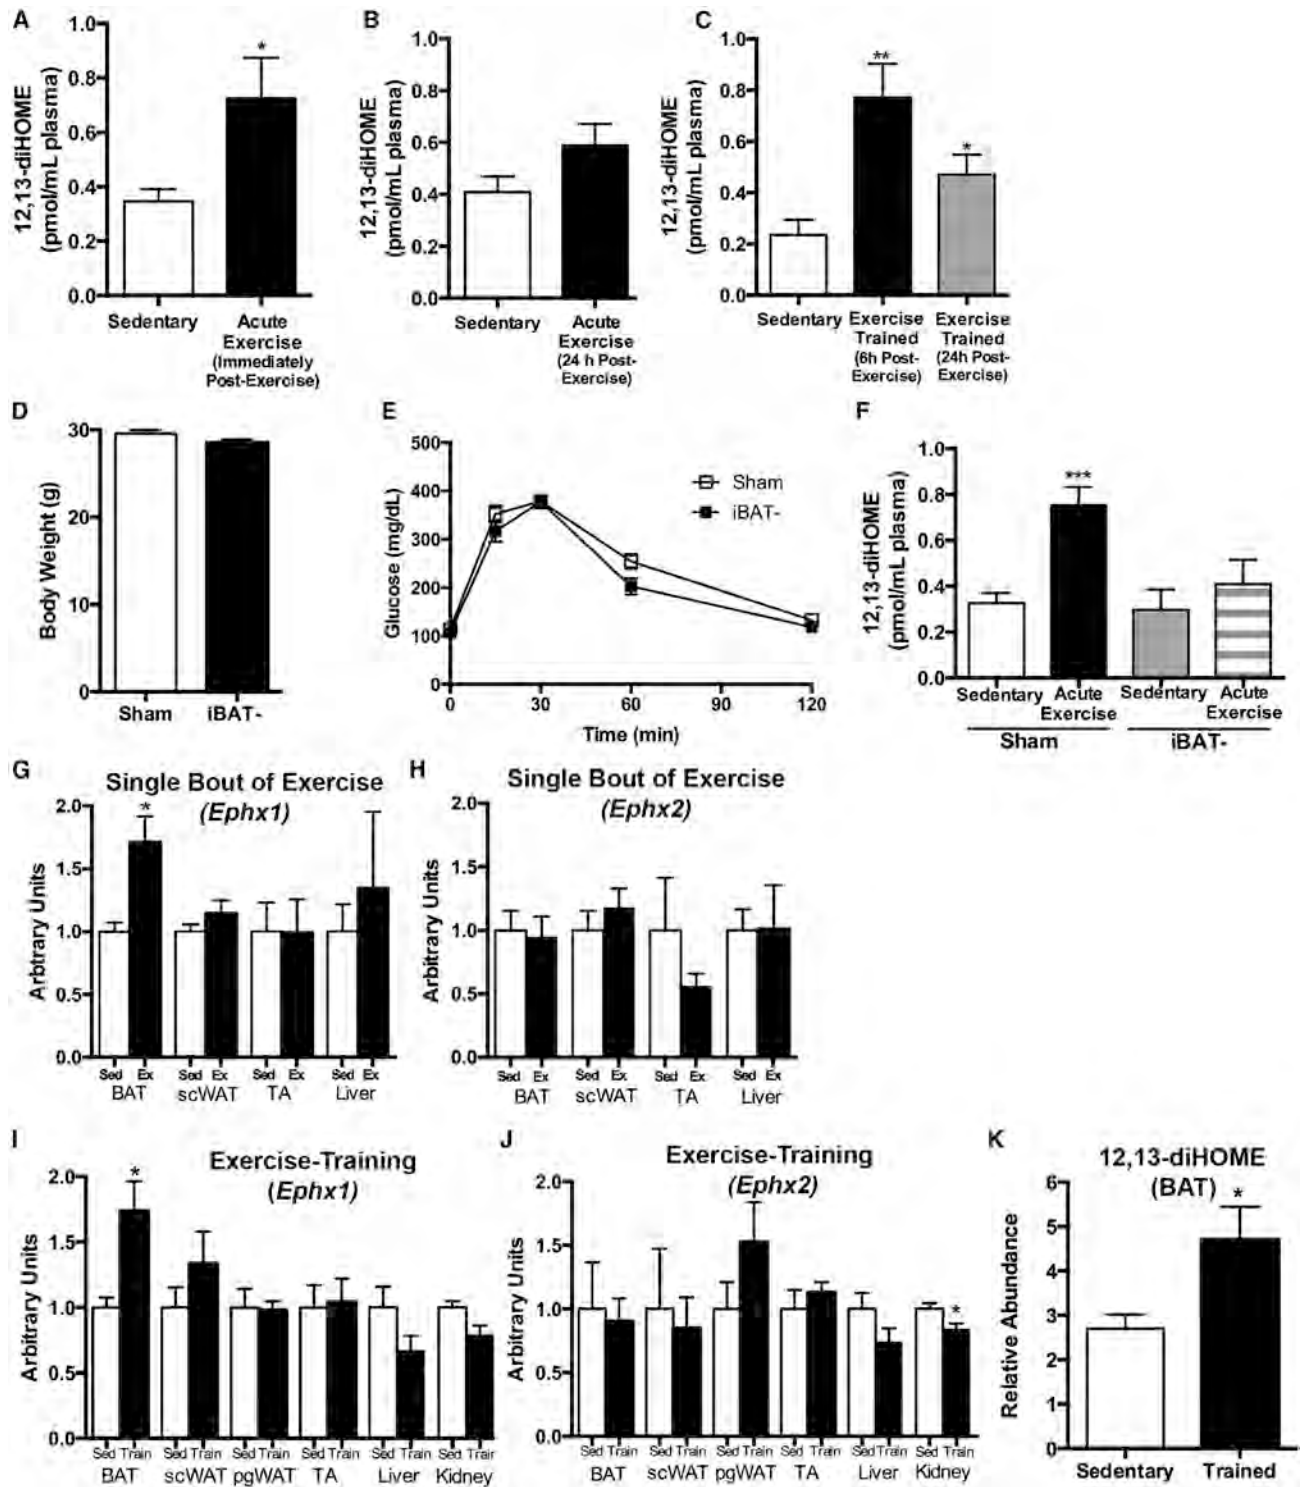 A
12,13-diHOME
(pmol/mL plasma)
1.0
0.8
0.6
0.4
0.2
0.0
*
Sedentary
Acute
Exercise
(Immediately
Post-Exercise)
B
12,13-diHOME
(pmol/mL plasma)
1.0
0.8
0.6
0.4
0.2
0.0
Sedentary
Acute
Exercise
(24 h Post-
Exercise)
C
12,13-diHOME
(pmol/mL plasma)
1.0
0.8
0.6
0.4
0.2
0.0
**
*
Sedentary
Exercise
Trained
(6h Post-
Exercise)
Exercise
Trained
(24h Post-
Exercise)
D
Body Weight (g)
30
20
10
0
Sham
iBAT-
E
Glucose (mg/dL)
500
400
300
200
100
0
Sham
iBAT-
0
30
60
90
120
Time (min)
F
12,13-diHOME
(pmol/mL plasma)
1.0
0.8
0.6
0.4
0.2
0.0
***
Sedentary
Acute
Exercise
Sedentary
Acute
Exercise
Sham
iBAT-
G
Single Bout of Exercise
(Ephx1)
Arbtrary Units
2.0
1.5
1.0
0.5
0.0
*
Sed Ex Sed Ex Sed Ex Sed Ex
BAT scWAT TA Liver
H
Single Bout of Exercise
(Ephx2)
Arbitrary Units
2.0
1.5
1.0
0.5
0.0
Sed Ex Sed Ex Sed Ex Sed Ex
BAT scWAT TA Liver
I
Exercise-Training
(Ephx1)
Arbitrary Units
2.0
1.5
1.0
0.5
0.0
*
Sed Train Sed Train Sed Train Sed Train Sed Train Sed Train
BAT scWAT pgWAT TA Liver Kidney
J
Exercise-Training
(Ephx2)
Arbitrary Units
2.0
1.5
1.0
0.5
0.0
*
Sed Train Sed Train Sed Train Sed Train Sed Train Sed Train
BAT scWAT pgWAT TA Liver Kidney
K
12,13-diHOME
(BAT)
*
Relative Abundance
6
5
4
3
2
1
0
Sedentary
Trained